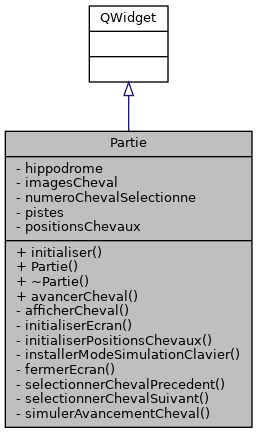 QWidget
Partie
- hippodrome
- imagesCheval
- numeroChevalSelectionne
- pistes
- positionsChevaux
+ initialiser()
+ Partie()
+ ~Partie()
+ avancerCheval()
- afficherCheval()
- initialiserEcran()
- initialiserPositionsChevaux()
- installerModeSimulationClavier()
- fermerEcran()
- selectionnerChevalPrecedent()
- selectionnerChevalSuivant()
- simulerAvancementCheval()